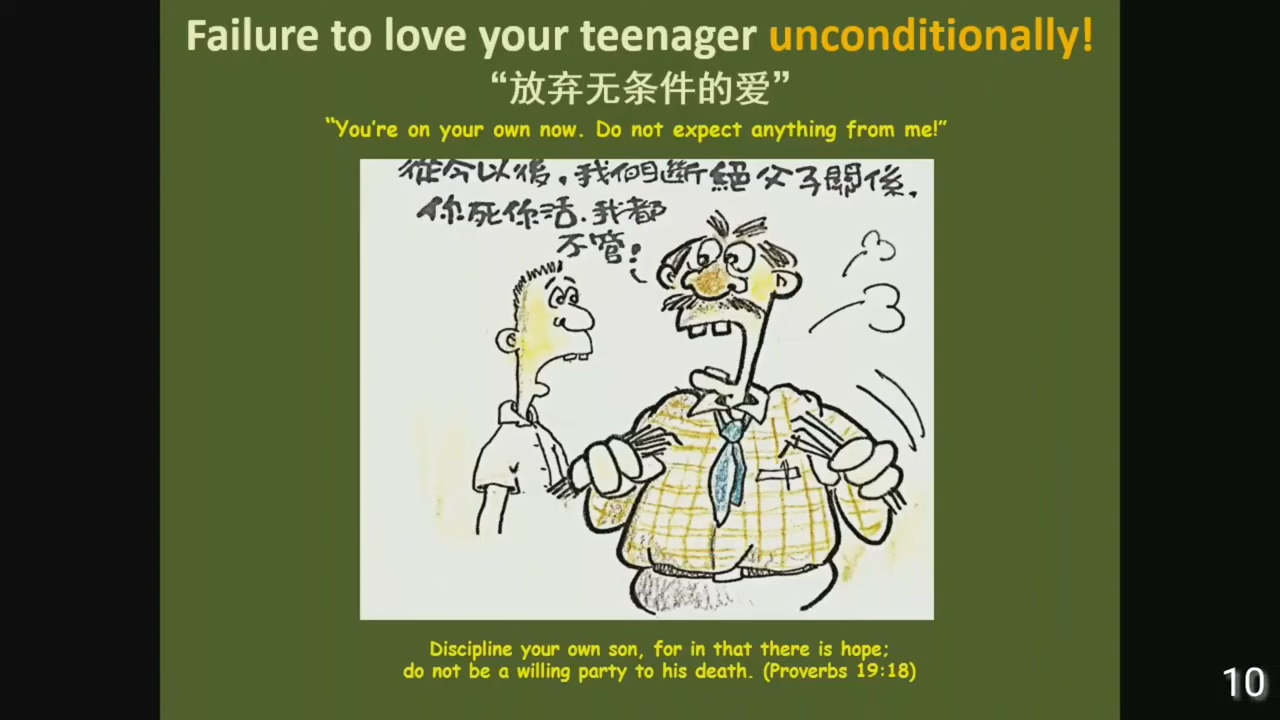 Failure to love your teenager unconditionally!
“放弃无条件的爱”
“You're on your own now. Do not expect anything from me!”
從今以後，我們斷絕父子關係，
你死你活，我都
不管！
Discipline your own son, for in that there is hope;
do not be a willing party to his death. (Proverbs 19:18)
10